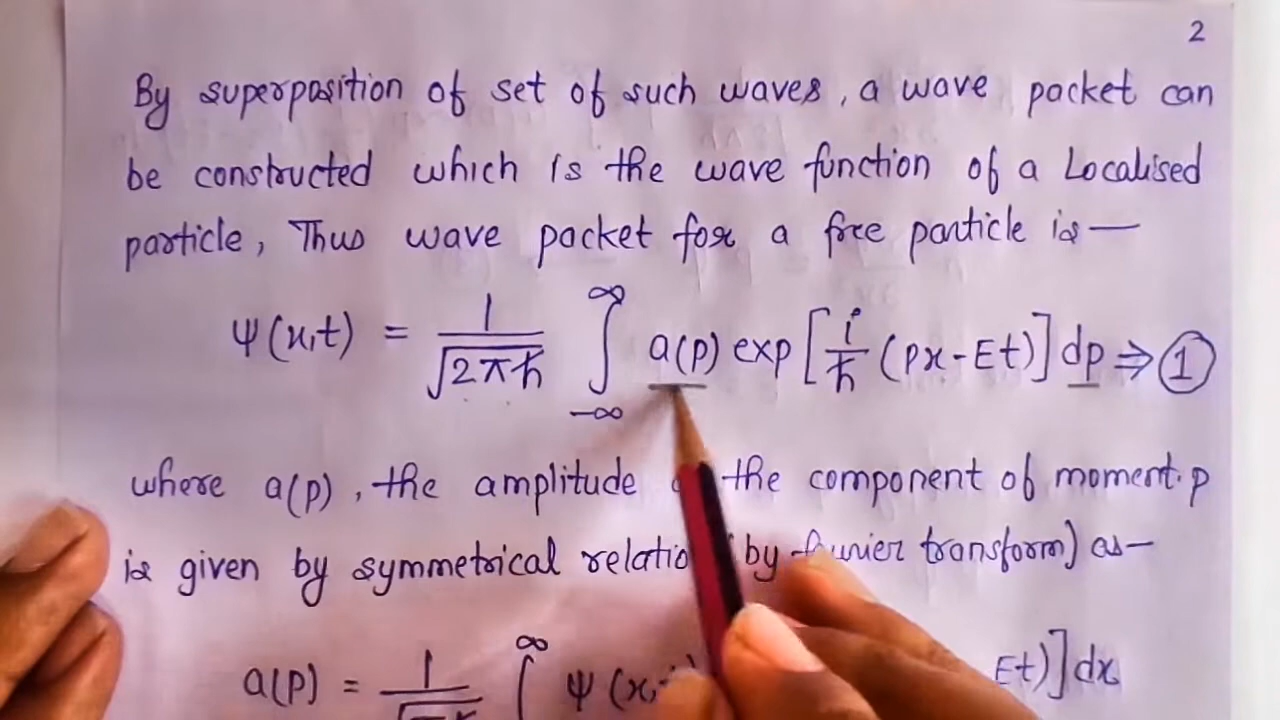 2
By superposition of set of such waves, a wave packet can
be constructed which is the wave function of a Localised
particle, Thus wave packet for a free particle is —
Ψ(x,t) = 1/√2πħ ∫_{-∞}^{∞} a(p) exp[i/ħ (Px-Et)] dp ⇒ ①
where a(p), the amplitude the component of moment. p
is given by symmetrical by transform) as —
a(P) = 1 ∫^{∞} Ψ(x, Et)] dx